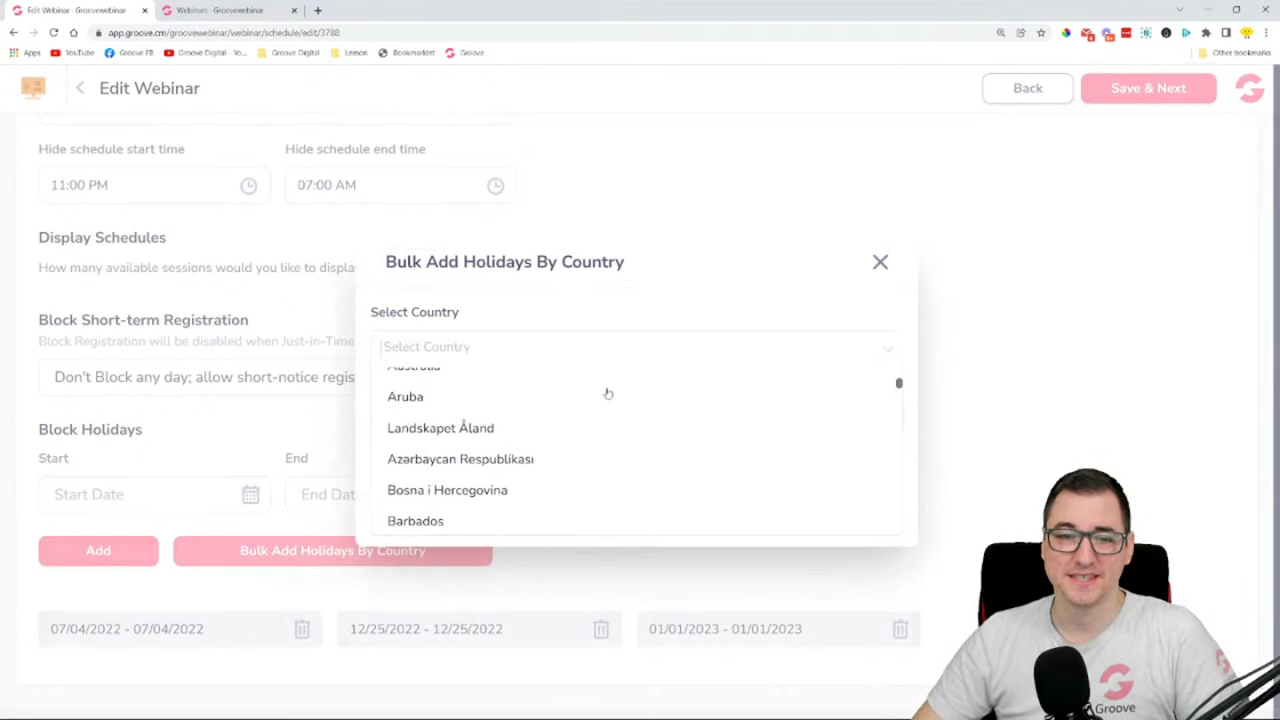 Edit Webinar - Groovewebinar
Webinars - Groovewebinar
app.groove.cm/groovewebinar/webinar/schedule/edit/3788
Apps
YouTube
Groove FB
Groove Digital - Yo...
Groove Digital
Lemon
Bookmarklet
Groove
Other bookmarks
Edit Webinar
Back
Save & Next
Hide schedule start time
Hide schedule end time
11:00 PM
07:00 AM
Display Schedules
How many available sessions would you like to displa
Block Short-term Registration
Block Registration will be disabled when Just-in-Time
Don't Block any day; allow short-notice regis
Block Holidays
Start
End
Start Date
End Dat
Add
Bulk Add Holidays By Country
Bulk Add Holidays By Country
Select Country
Select Country
Australia
Aruba
Landskapet Åland
Azərbaycan Respublikası
Bosna i Hercegovina
Barbados
07/04/2022 - 07/04/2022
12/25/2022 - 12/25/2022
01/01/2023 - 01/01/2023
Groove